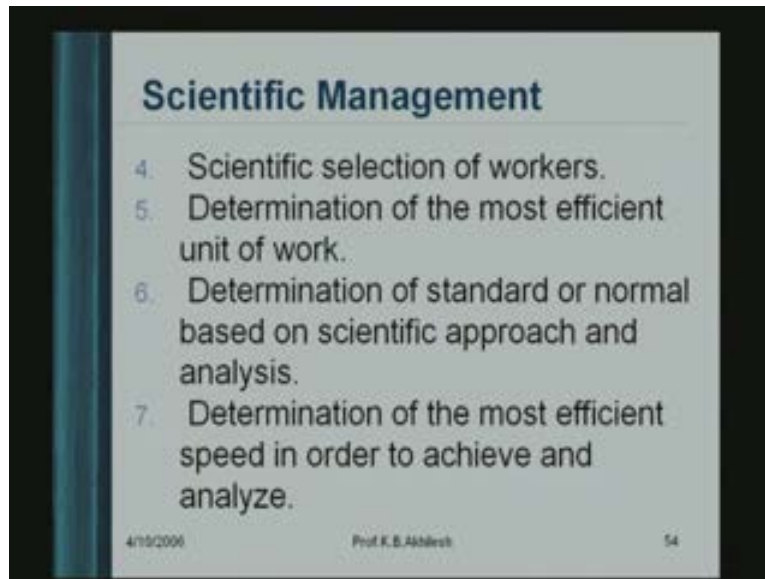 Scientific Management
4. Scientific selection of workers.
5. Determination of the most efficient
unit of work.
6. Determination of standard or normal
based on scientific approach and
analysis.
7. Determination of the most efficient
speed in order to achieve and
analyze.
4/10/2006 Prof.K.B.Akhilesh 54